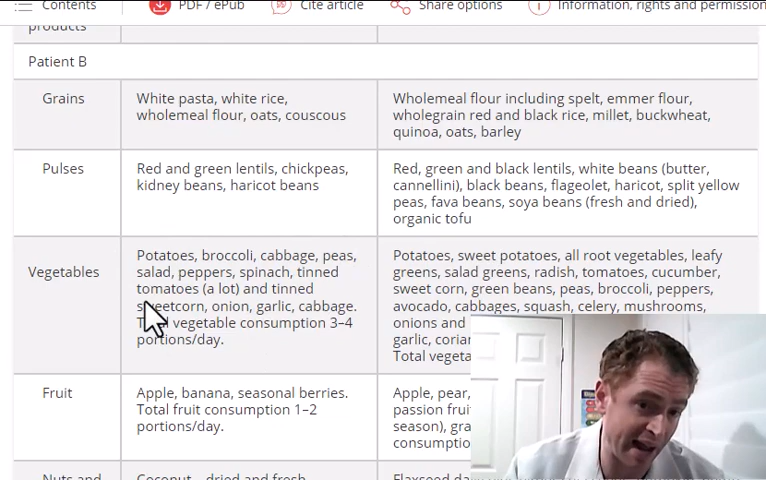 Contents PDF / ePub Cite article Share options Information, rights and permission
products
Patient B
Grains
White pasta, white rice,
wholemeal flour, oats, couscous
Wholemeal flour including spelt, emmer flour,
wholegrain red and black rice, millet, buckwheat,
quinoa, oats, barley
Pulses
Red and green lentils, chickpeas,
kidney beans, haricot beans
Red, green and black lentils, white beans (butter,
cannellini), black beans, flageolet, haricot, split yellow
peas, fava beans, soya beans (fresh and dried),
organic tofu
Vegetables
Potatoes, broccoli, cabbage, peas,
salad, peppers, spinach, tinned
tomatoes (a lot) and tinned
sweetcorn, onion, garlic, cabbage.
Total vegetable consumption 3–4
portions/day.
Potatoes, sweet potatoes, all root vegetables, leafy
greens, salad greens, radish, tomatoes, cucumber,
sweet corn, green beans, peas, broccoli, peppers,
avocado, cabbages, squash, celery, mushrooms,
onions and
garlic,
Total
Fruit
Apple, banana, seasonal berries.
Total fruit consumption 1–2
portions/day.
Apple, pear,
passion
season),
Nuts and
Coconut – dried and fresh
Flaxseed